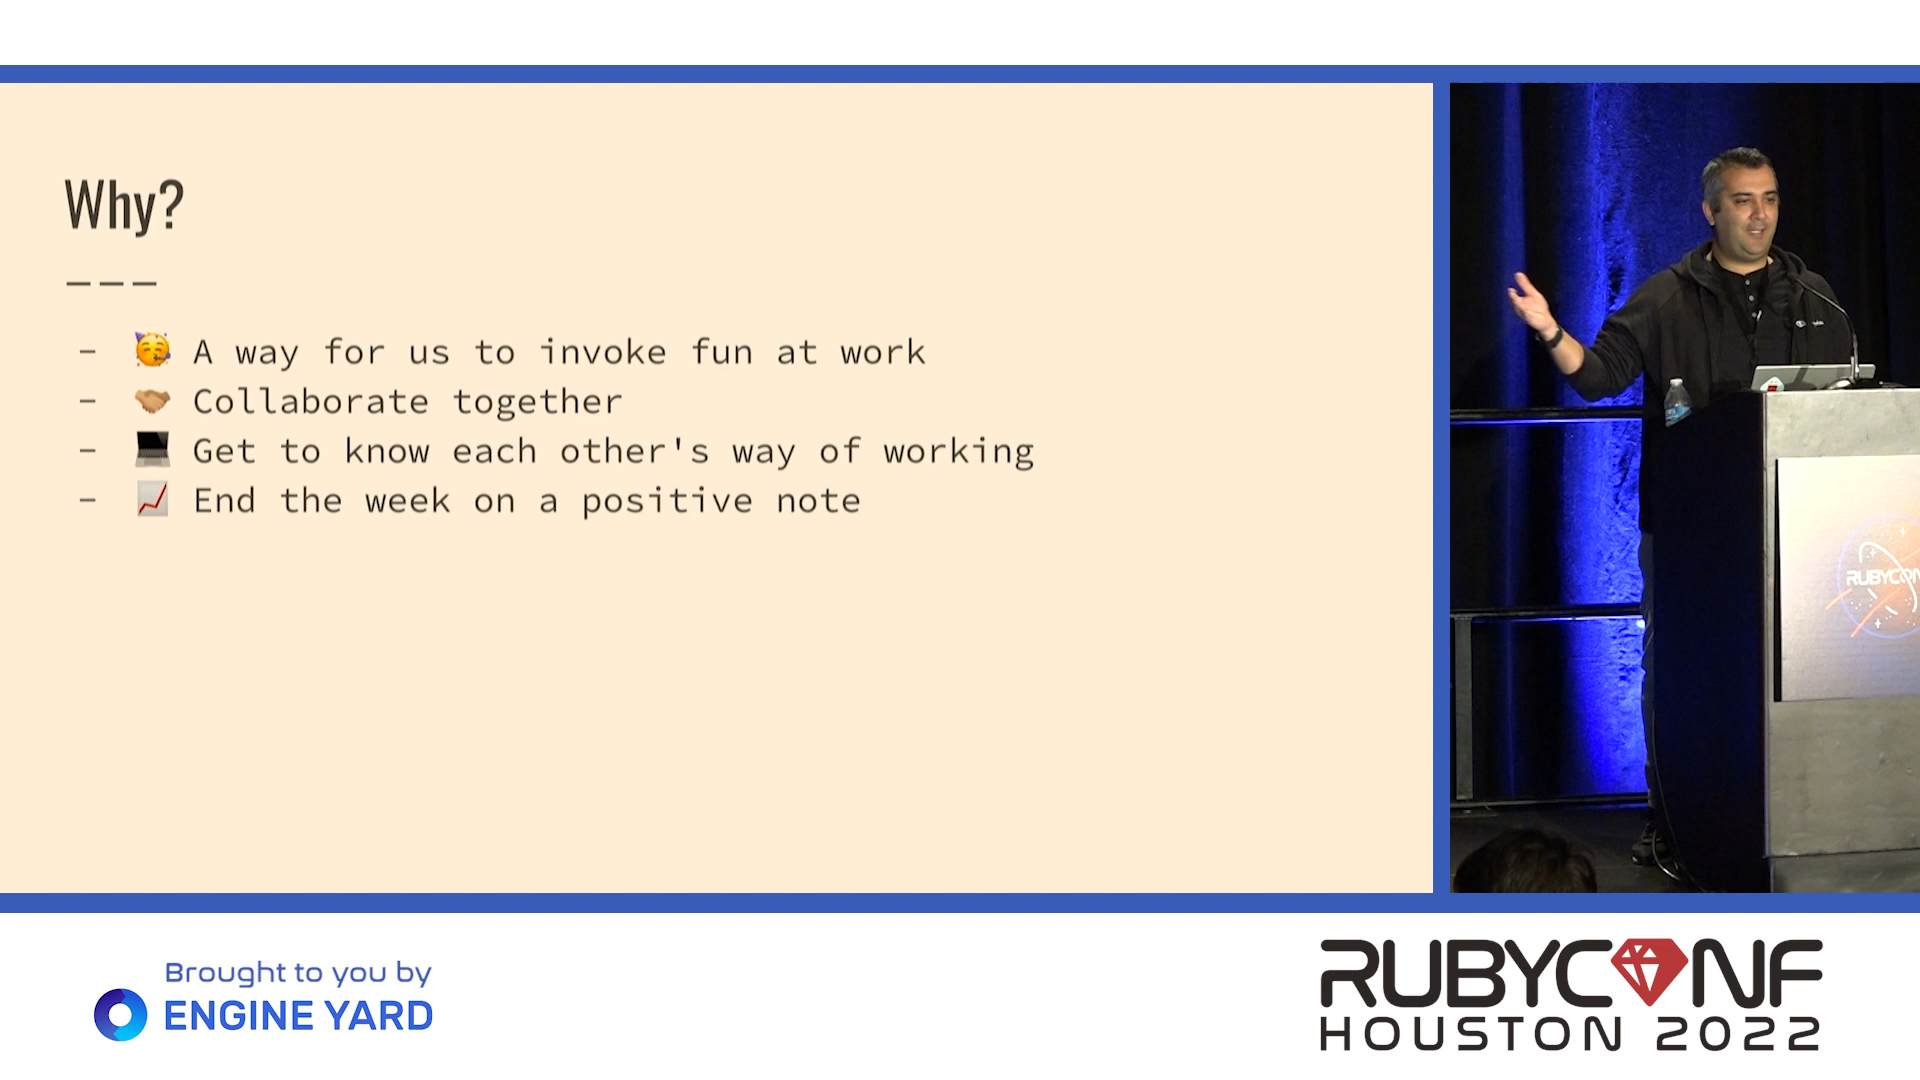 Why?
- 🥳 A way for us to invoke fun at work
- 🤝 Collaborate together
- 💻 Get to know each other's way of working
- 📈 End the week on a positive note
RUBYCON
Brought to you by
ENGINE YARD
RUBYCONF
HOUSTON 2022